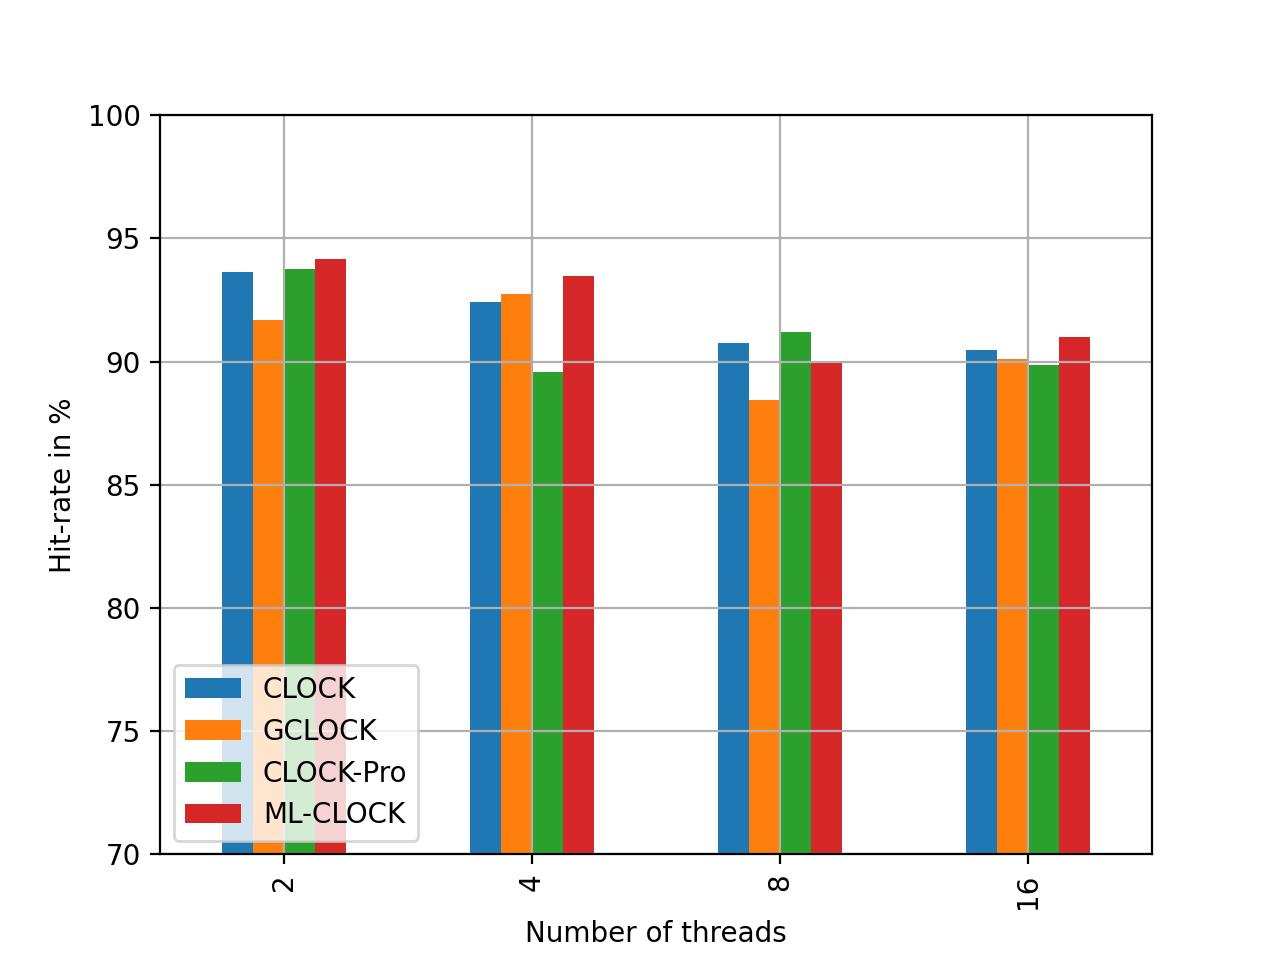 100
95
90
85
80
75
70
Hit-rate in %
CLOCK
GCLOCK
CLOCK-Pro
ML-CLOCK
2
4
8
16
Number of threads